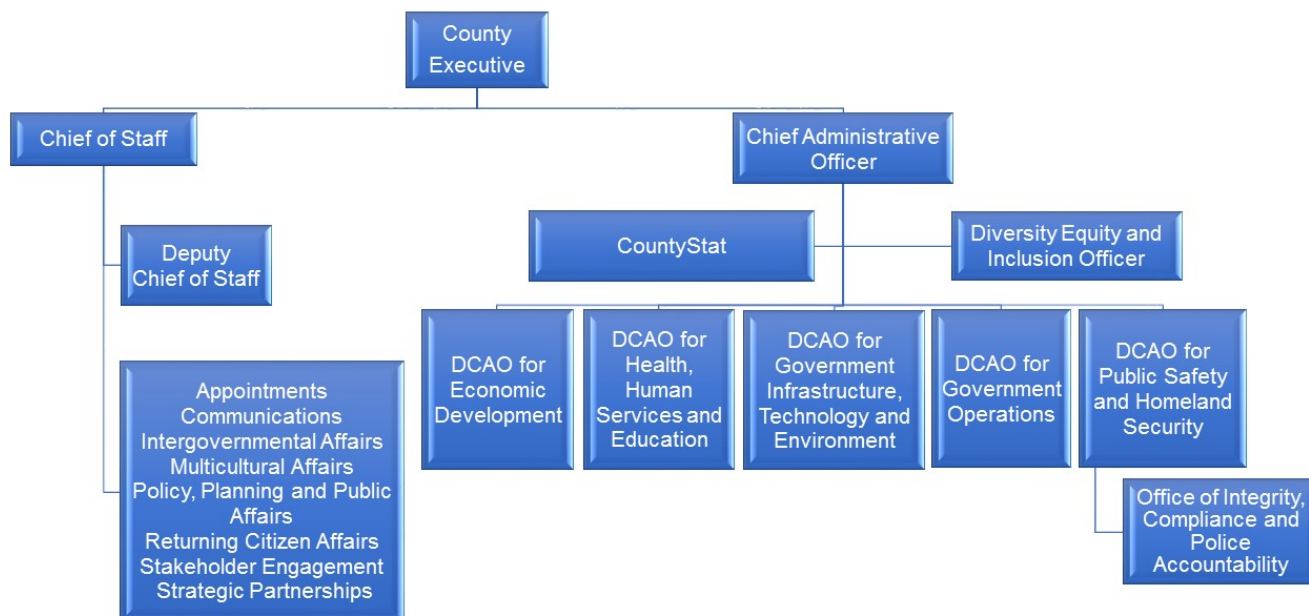 County
Executive
Chief of Staff
Chief Administrative
Officer
Deputy
Chief of Staff
CountyStat
Diversity Equity and
Inclusion Officer
Appointments
Communications
Intergovernmental Affairs
Multicultural Affairs
Policy, Planning and Public
Affairs
Returning Citizen Affairs
Stakeholder Engagement
Strategic Partnerships
DCAO for
Economic
Development
DCAO for
Health,
Human
Services and
Education
DCAO for
Government
Infrastructure,
Technology and
Environment
DCAO for
Government
Operations
DCAO for
Public Safety
and Homeland
Security
Office of Integrity,
Compliance and
Police
Accountability